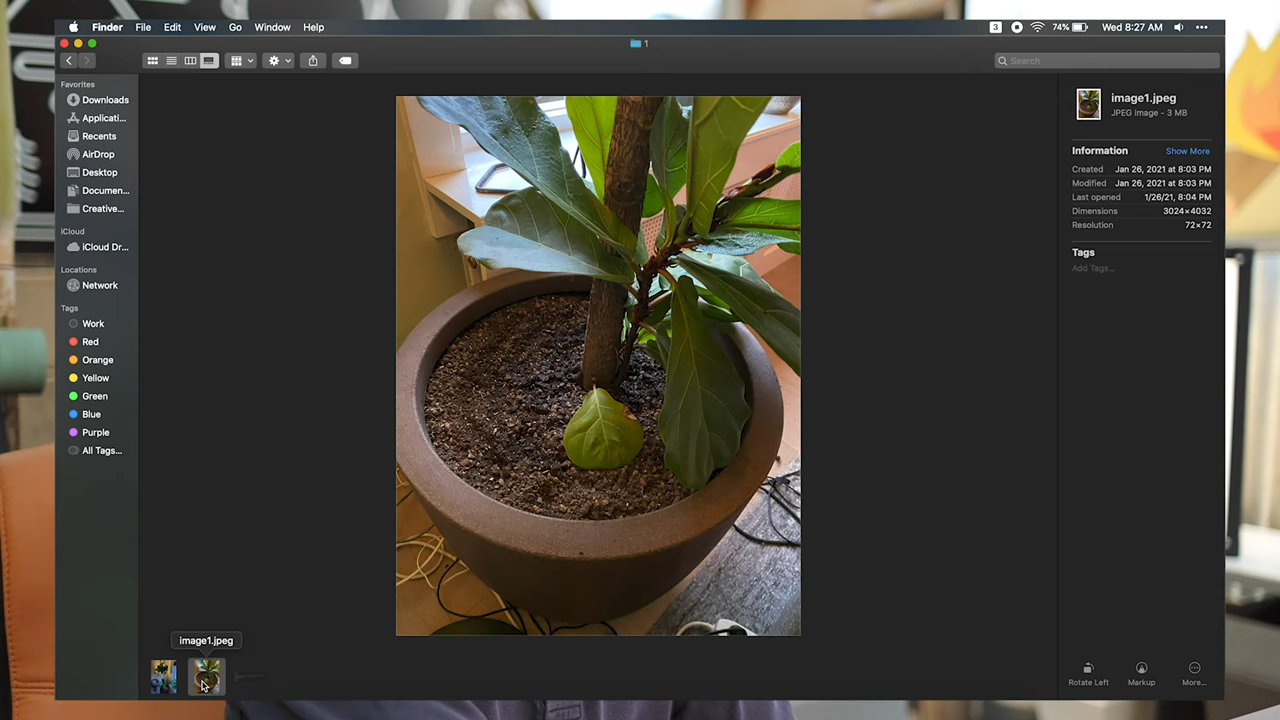 Finder File Edit View Go Window Help 3 74% Wed 8:27 AM
1
Search
Favorites
Downloads
Applicati...
Recents
AirDrop
Desktop
Documen...
Creative...
iCloud
iCloud Dr...
Locations
Network
Tags
Work
Red
Orange
Yellow
Green
Blue
Purple
All Tags...
image1.jpeg
image1.jpeg
JPEG image - 3 MB
Information Show More
Created Jan 26, 2021 at 8:03 PM
Modified Jan 26, 2021 at 8:03 PM
Last opened 1/26/21, 8:04 PM
Dimensions 3024×4032
Resolution 72×72
Tags
Add Tags...
Rotate Left Markup More...